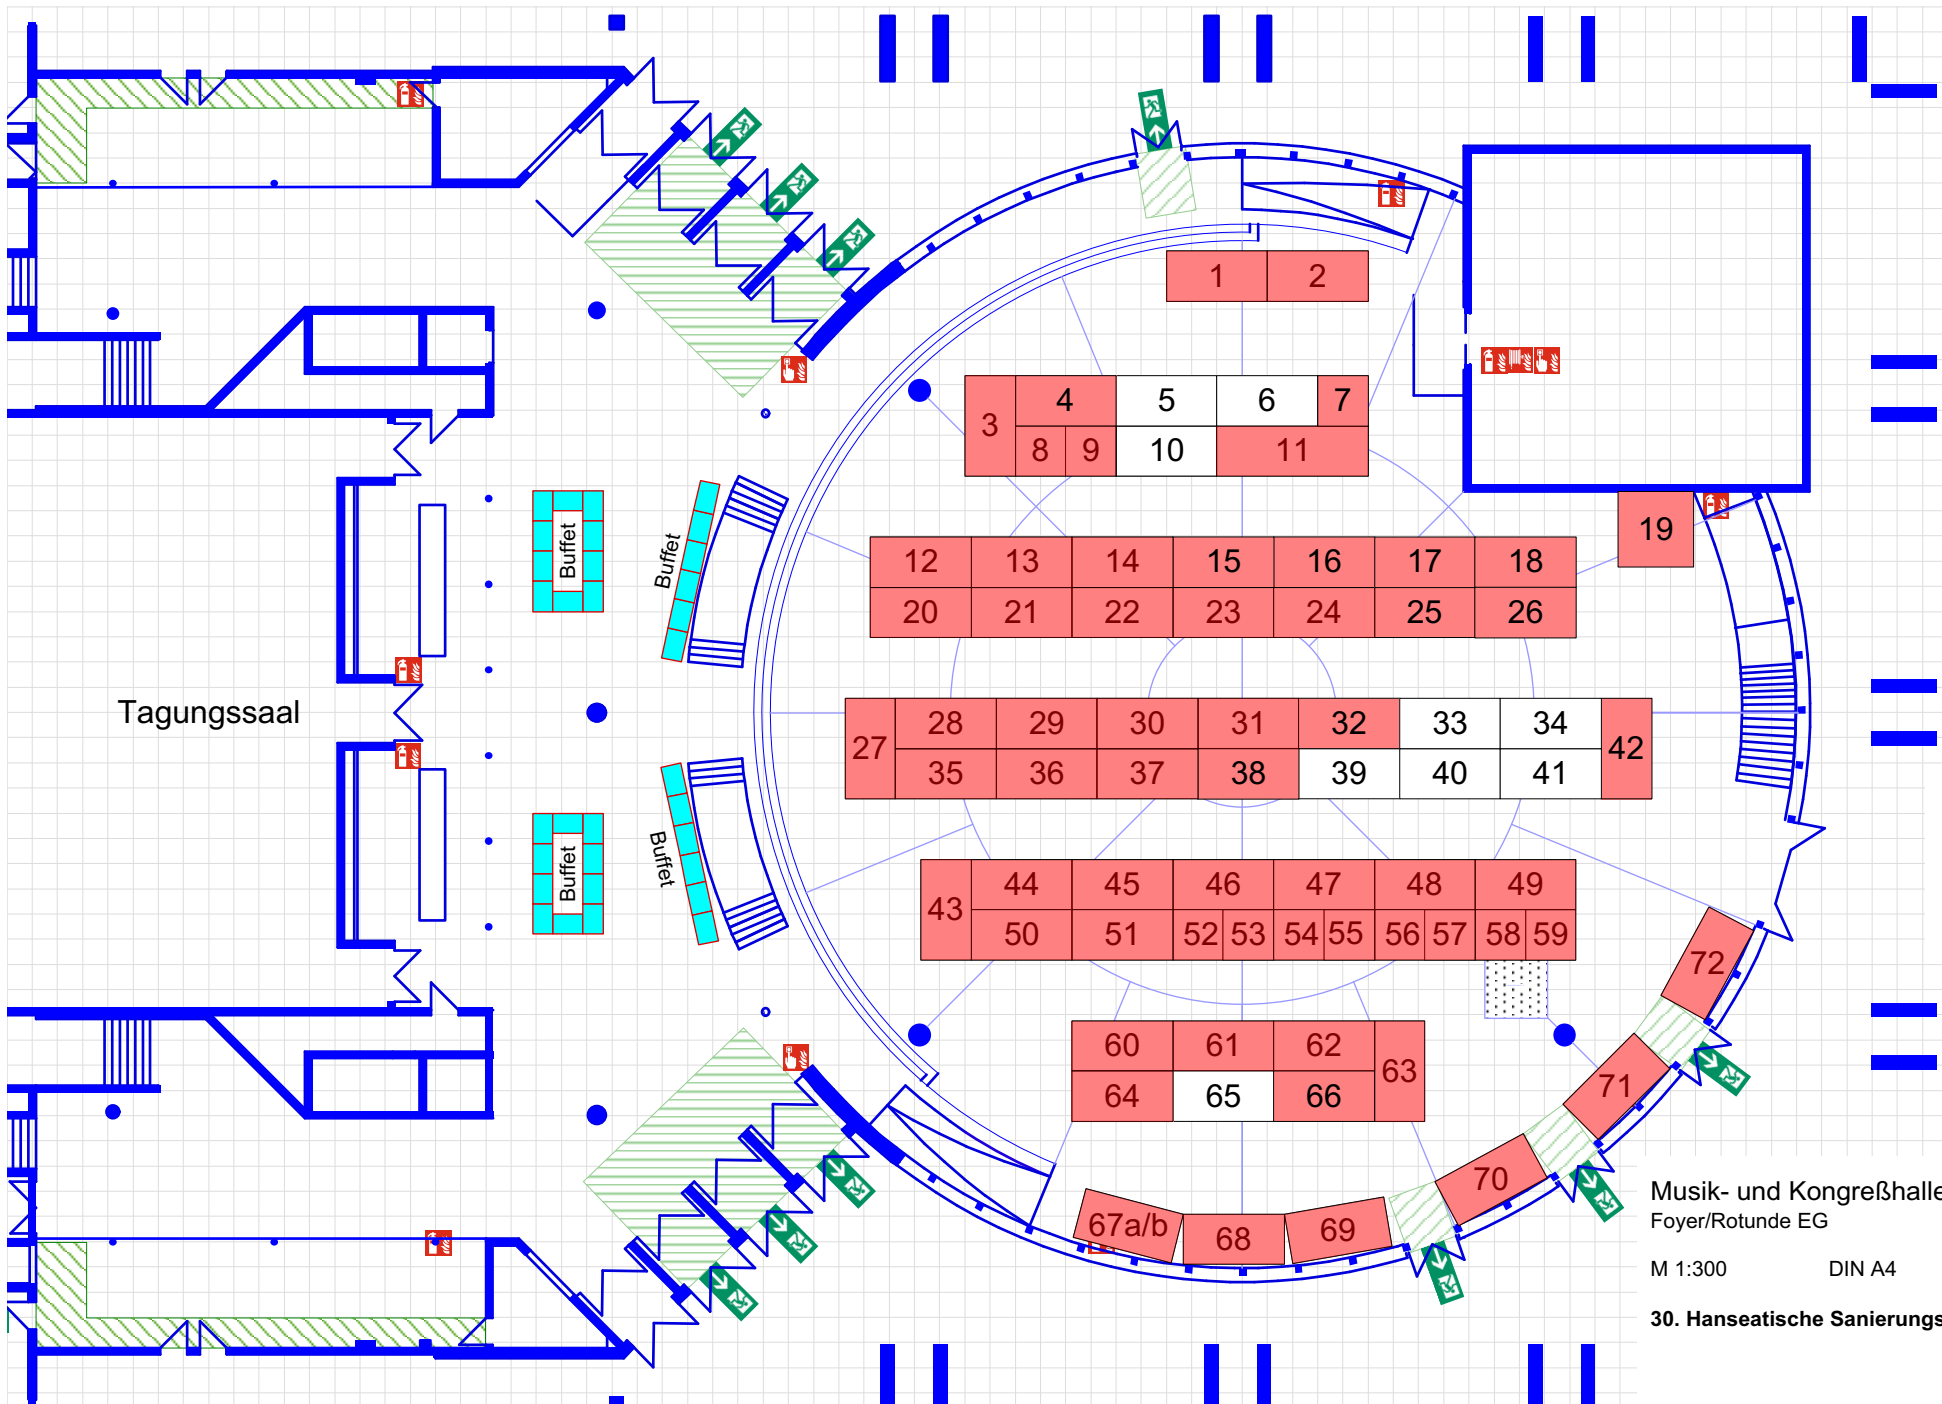 1 2
3 4 5 6 7
8 9 10 11
12 13 14 15 16 17 18 19
20 21 22 23 24 25 26
Buffet
Buffet
Tagungssaal
27 28 29 30 31 32 33 34 42
35 36 37 38 39 40 41
Buffet
Buffet
43 44 45 46 47 48 49
50 51 52 53 54 55 56 57 58 59
72
60 61 62 63
64 65 66
71
70
67a/b 68 69
Musik- und Kongreßhalle
Foyer/Rotunde EG
M 1:300 DIN A4
30. Hanseatische Sanierungs